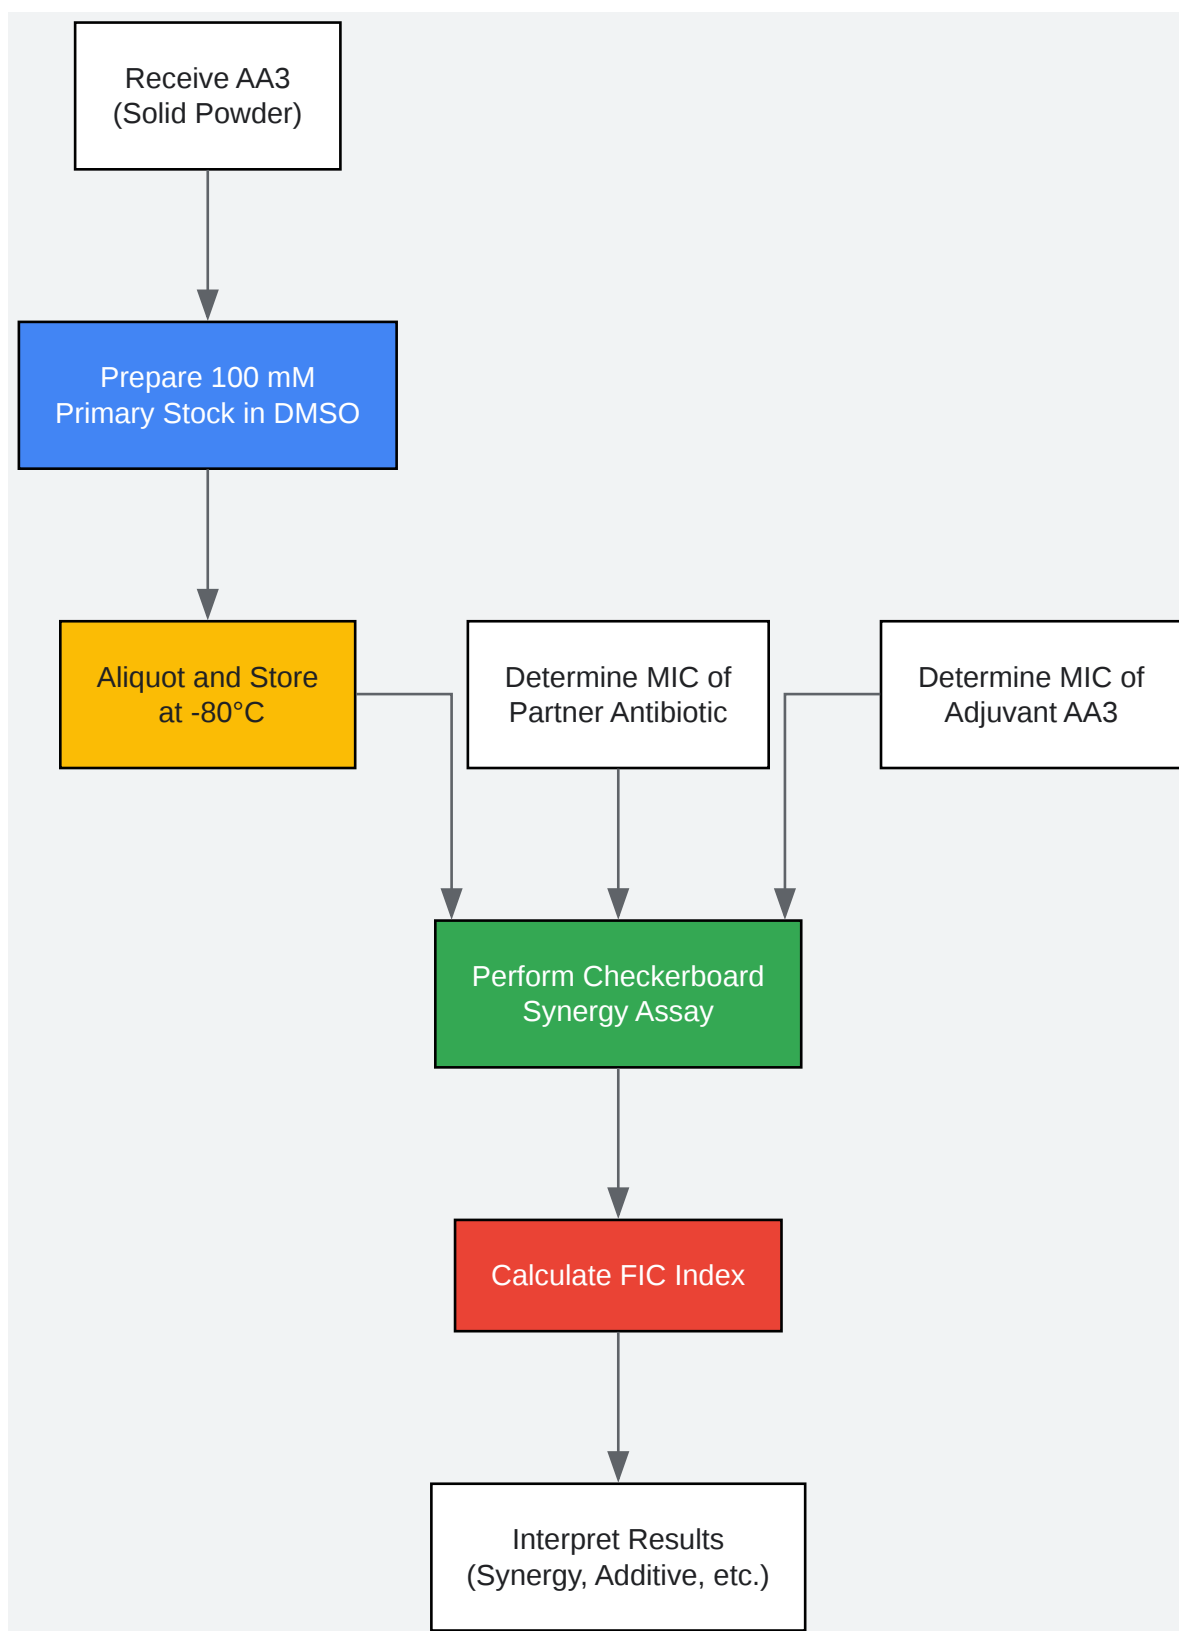 Receive AA3
(Solid Powder)
Prepare 100 mM
Primary Stock in DMSO
Aliquot and Store
at -80°C
Determine MIC of
Partner Antibiotic
Determine MIC of
Adjuvant AA3
Perform Checkerboard
Synergy Assay
Calculate FIC Index
Interpret Results
(Synergy, Additive, etc.)